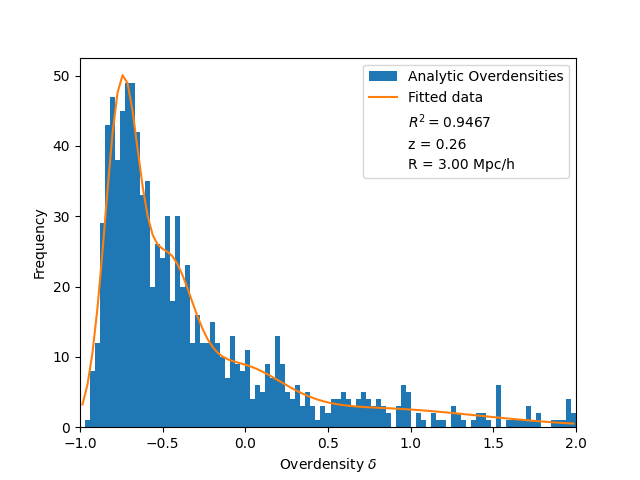 Analytic Overdensities
Fitted data
R² = 0.9467
z = 0.26
R = 3.00 Mpc/h
50
40
30
20
10
0
Frequency
−1.0 −0.5 0.0 0.5 1.0 1.5 2.0
Overdensity δ